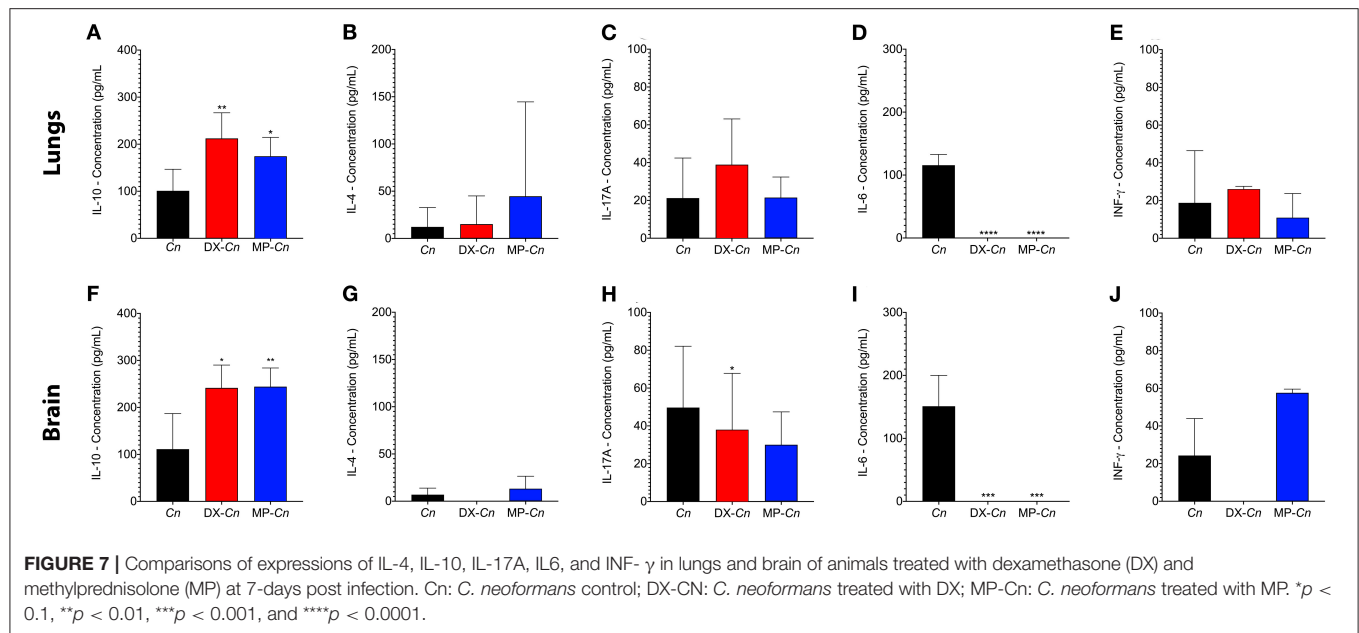 A
B
C
D
E
Lungs
IL-10 - Concentration (pg/mL
400
300
200
100
0
**
*
Cn
DX-Cn
MP-Cn
IL-4 - Concentration (pg/mL)
200
150
100
50
0
Cn
DX-Cn
MP-Cn
IL-17A - Concentration (pg/mL)
100
80
60
40
20
0
Cn
DX-Cn
MP-Cn
IL-6 - Concentration (pg/mL)
300
200
100
0
****
****
Cn
DX-Cn
MP-Cn
INF-γ - Concentration (pg/mL)
100
80
60
40
20
0
Cn
DX-Cn
MP-Cn
F
G
H
I
J
Brain
IL-10 - Concentration (pg/mL)
400
300
200
100
0
*
**
Cn
DX-Cn
MP-Cn
IL-4 - Concentration (pg/mL)
200
150
100
50
0
Cn
DX-Cn
MP-Cn
IL-17A - Concentration (pg/mL)
100
80
60
40
20
0
*
Cn
DX-Cn
MP-Cn
IL-6 - Concentration (pg/mL)
300
200
100
0
***
***
Cn
DX-Cn
MP-Cn
INF-γ - Concentration (pg/mL)
100
80
60
40
20
0
Cn
DX-Cn
MP-Cn
FIGURE 7 | Comparisons of expressions of IL-4, IL-10, IL-17A, IL6, and INF- γ in lungs and brain of animals treated with dexamethasone (DX) and
methylprednisolone (MP) at 7-days post infection. Cn: C. neoformans control; DX-CN: C. neoformans treated with DX; MP-Cn: C. neoformans treated with MP. *p <
0.1, **p < 0.01, ***p < 0.001, and ****p < 0.0001.